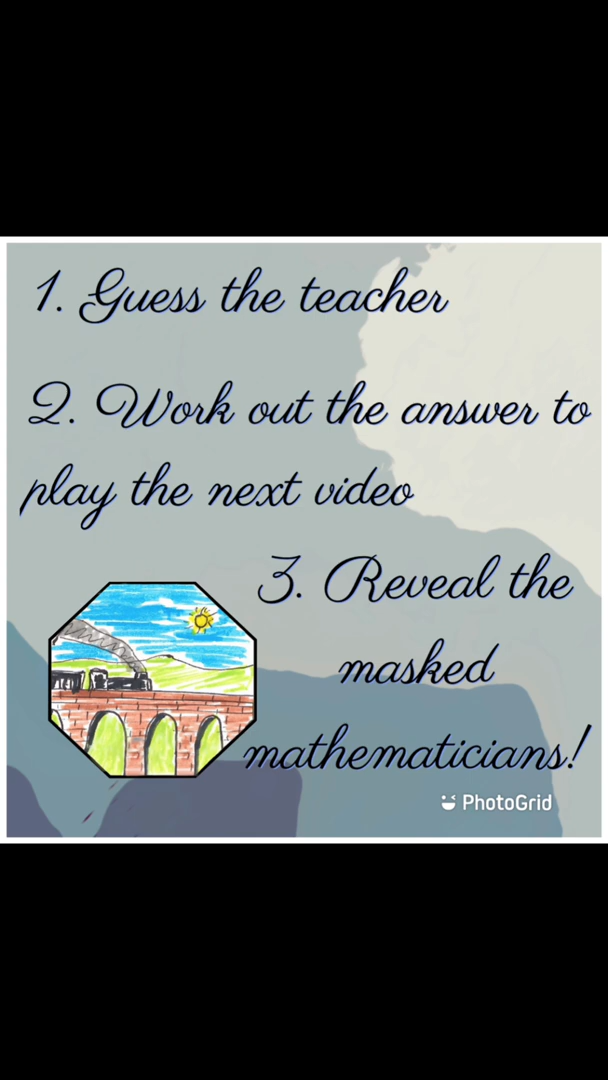 1. Guess the teacher
2. Work out the answer to
play the next video
3. Reveal the
masked
mathematicians!
PhotoGrid